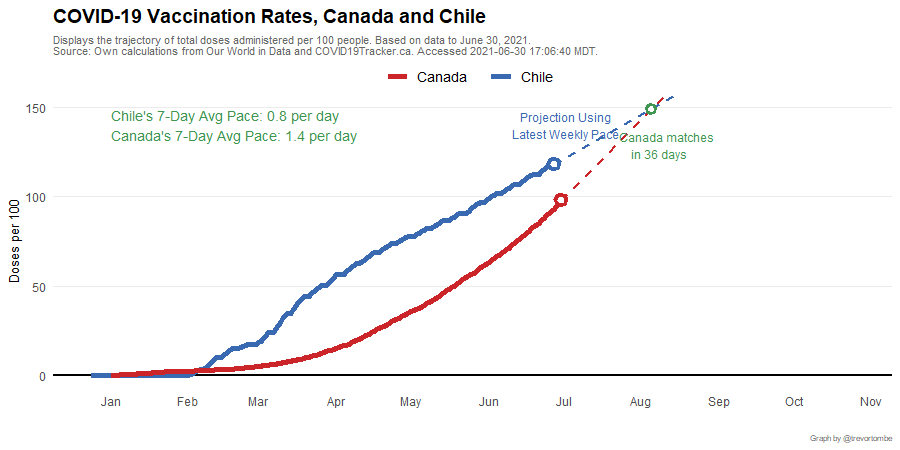 COVID-19 Vaccination Rates, Canada and Chile
Displays the trajectory of total doses administered per 100 people. Based on data to June 30, 2021.
Source: Own calculations from Our World in Data and COVID19Tracker.ca. Accessed 2021-06-30 17:06:40 MDT.
Canada Chile
Chile's 7-Day Avg Pace: 0.8 per day
Canada's 7-Day Avg Pace: 1.4 per day
Projection Using
Latest Weekly Pace
Canada matches
in 36 days
Doses per 100
150
100
50
0
Jan Feb Mar Apr May Jun Jul Aug Sep Oct Nov
Graph by @trevortombe